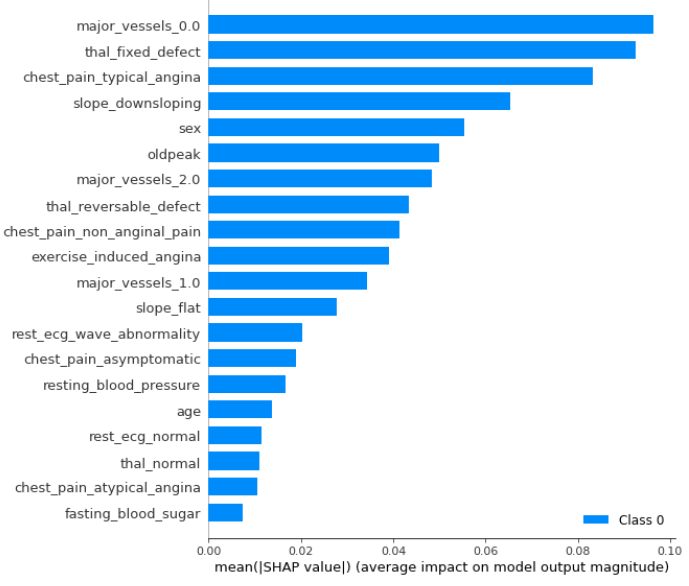 major_vessels_0.0
thal_fixed_defect
chest_pain_typical_angina
slope_downsloping
sex
oldpeak
major_vessels_2.0
thal_reversable_defect
chest_pain_non_anginal_pain
exercise_induced_angina
major_vessels_1.0
slope_flat
rest_ecg_wave_abnormality
chest_pain_asymptomatic
resting_blood_pressure
age
rest_ecg_normal
thal_normal
chest_pain_atypical_angina
fasting_blood_sugar
Class 0
0.00 0.02 0.04 0.06 0.08 0.10
mean(|SHAP value|) (average impact on model output magnitude)